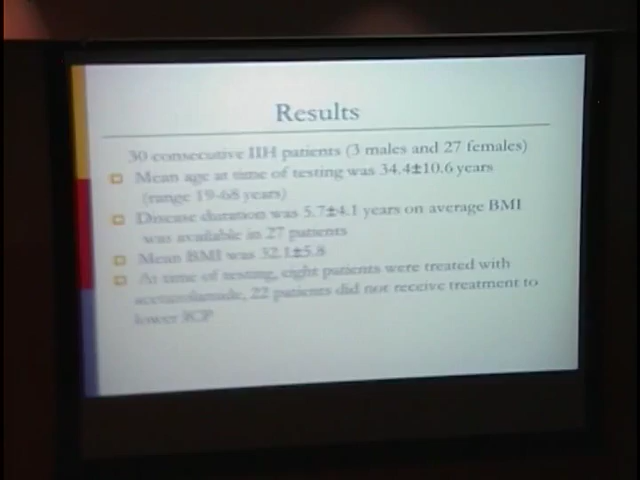 Results
30 consecutive IIH patients (3 males and 27 females)
Mean age at time of testing was 34.4±10.6 years
(range 19-68 years)
Disease duration was 5.7±4.1 years on average BMI
was available in 27 patients
Mean BMI was 32.1±5.8
At time of testing, eight patients were treated with
acetazolamide, 22 patients did not receive treatment to
lower ICP